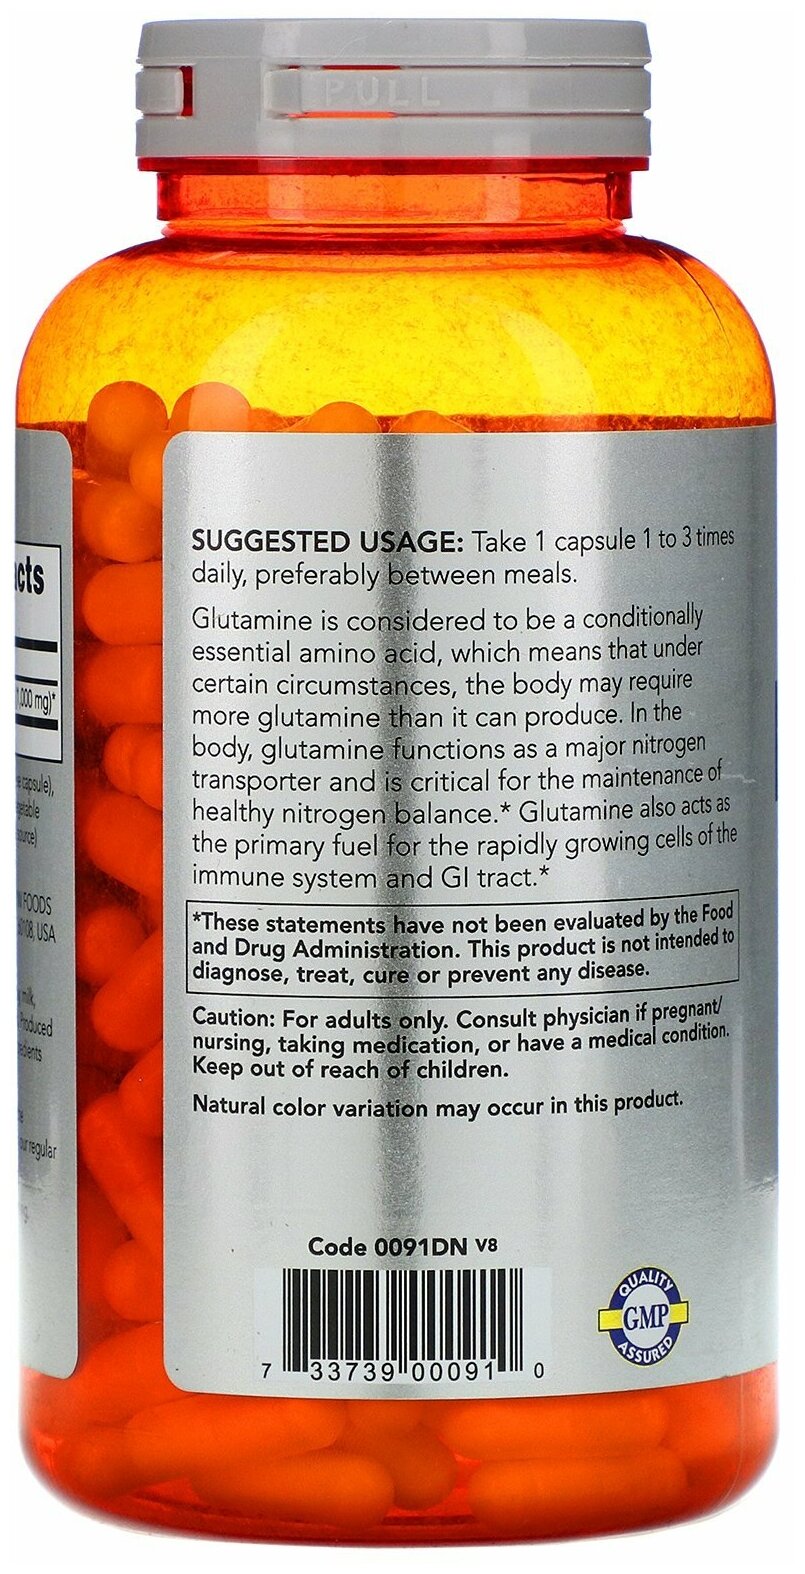 PULL
SUGGESTED USAGE: Take 1 capsule 1 to 3 times
daily, preferably between meals.
Glutamine is considered to be a conditionally
essential amino acid, which means that under
certain circumstances, the body may require
more glutamine than it can produce. In the
body, glutamine functions as a major nitrogen
transporter and is critical for the maintenance of
healthy nitrogen balance.* Glutamine also acts as
the primary fuel for the rapidly growing cells of the
immune system and GI tract.*
*These statements have not been evaluated by the Food
and Drug Administration. This product is not intended to
diagnose, treat, cure or prevent any disease.
Caution: For adults only. Consult physician if pregnant/
nursing, taking medication, or have a medical condition.
Keep out of reach of children.
Natural color variation may occur in this product.
Code 0091DN V8
7 33739 00091 0
QUALITY
GMP
ASSURED
acts
mg)*
capsule),
FOODS
USA
milk,
Produced
regular